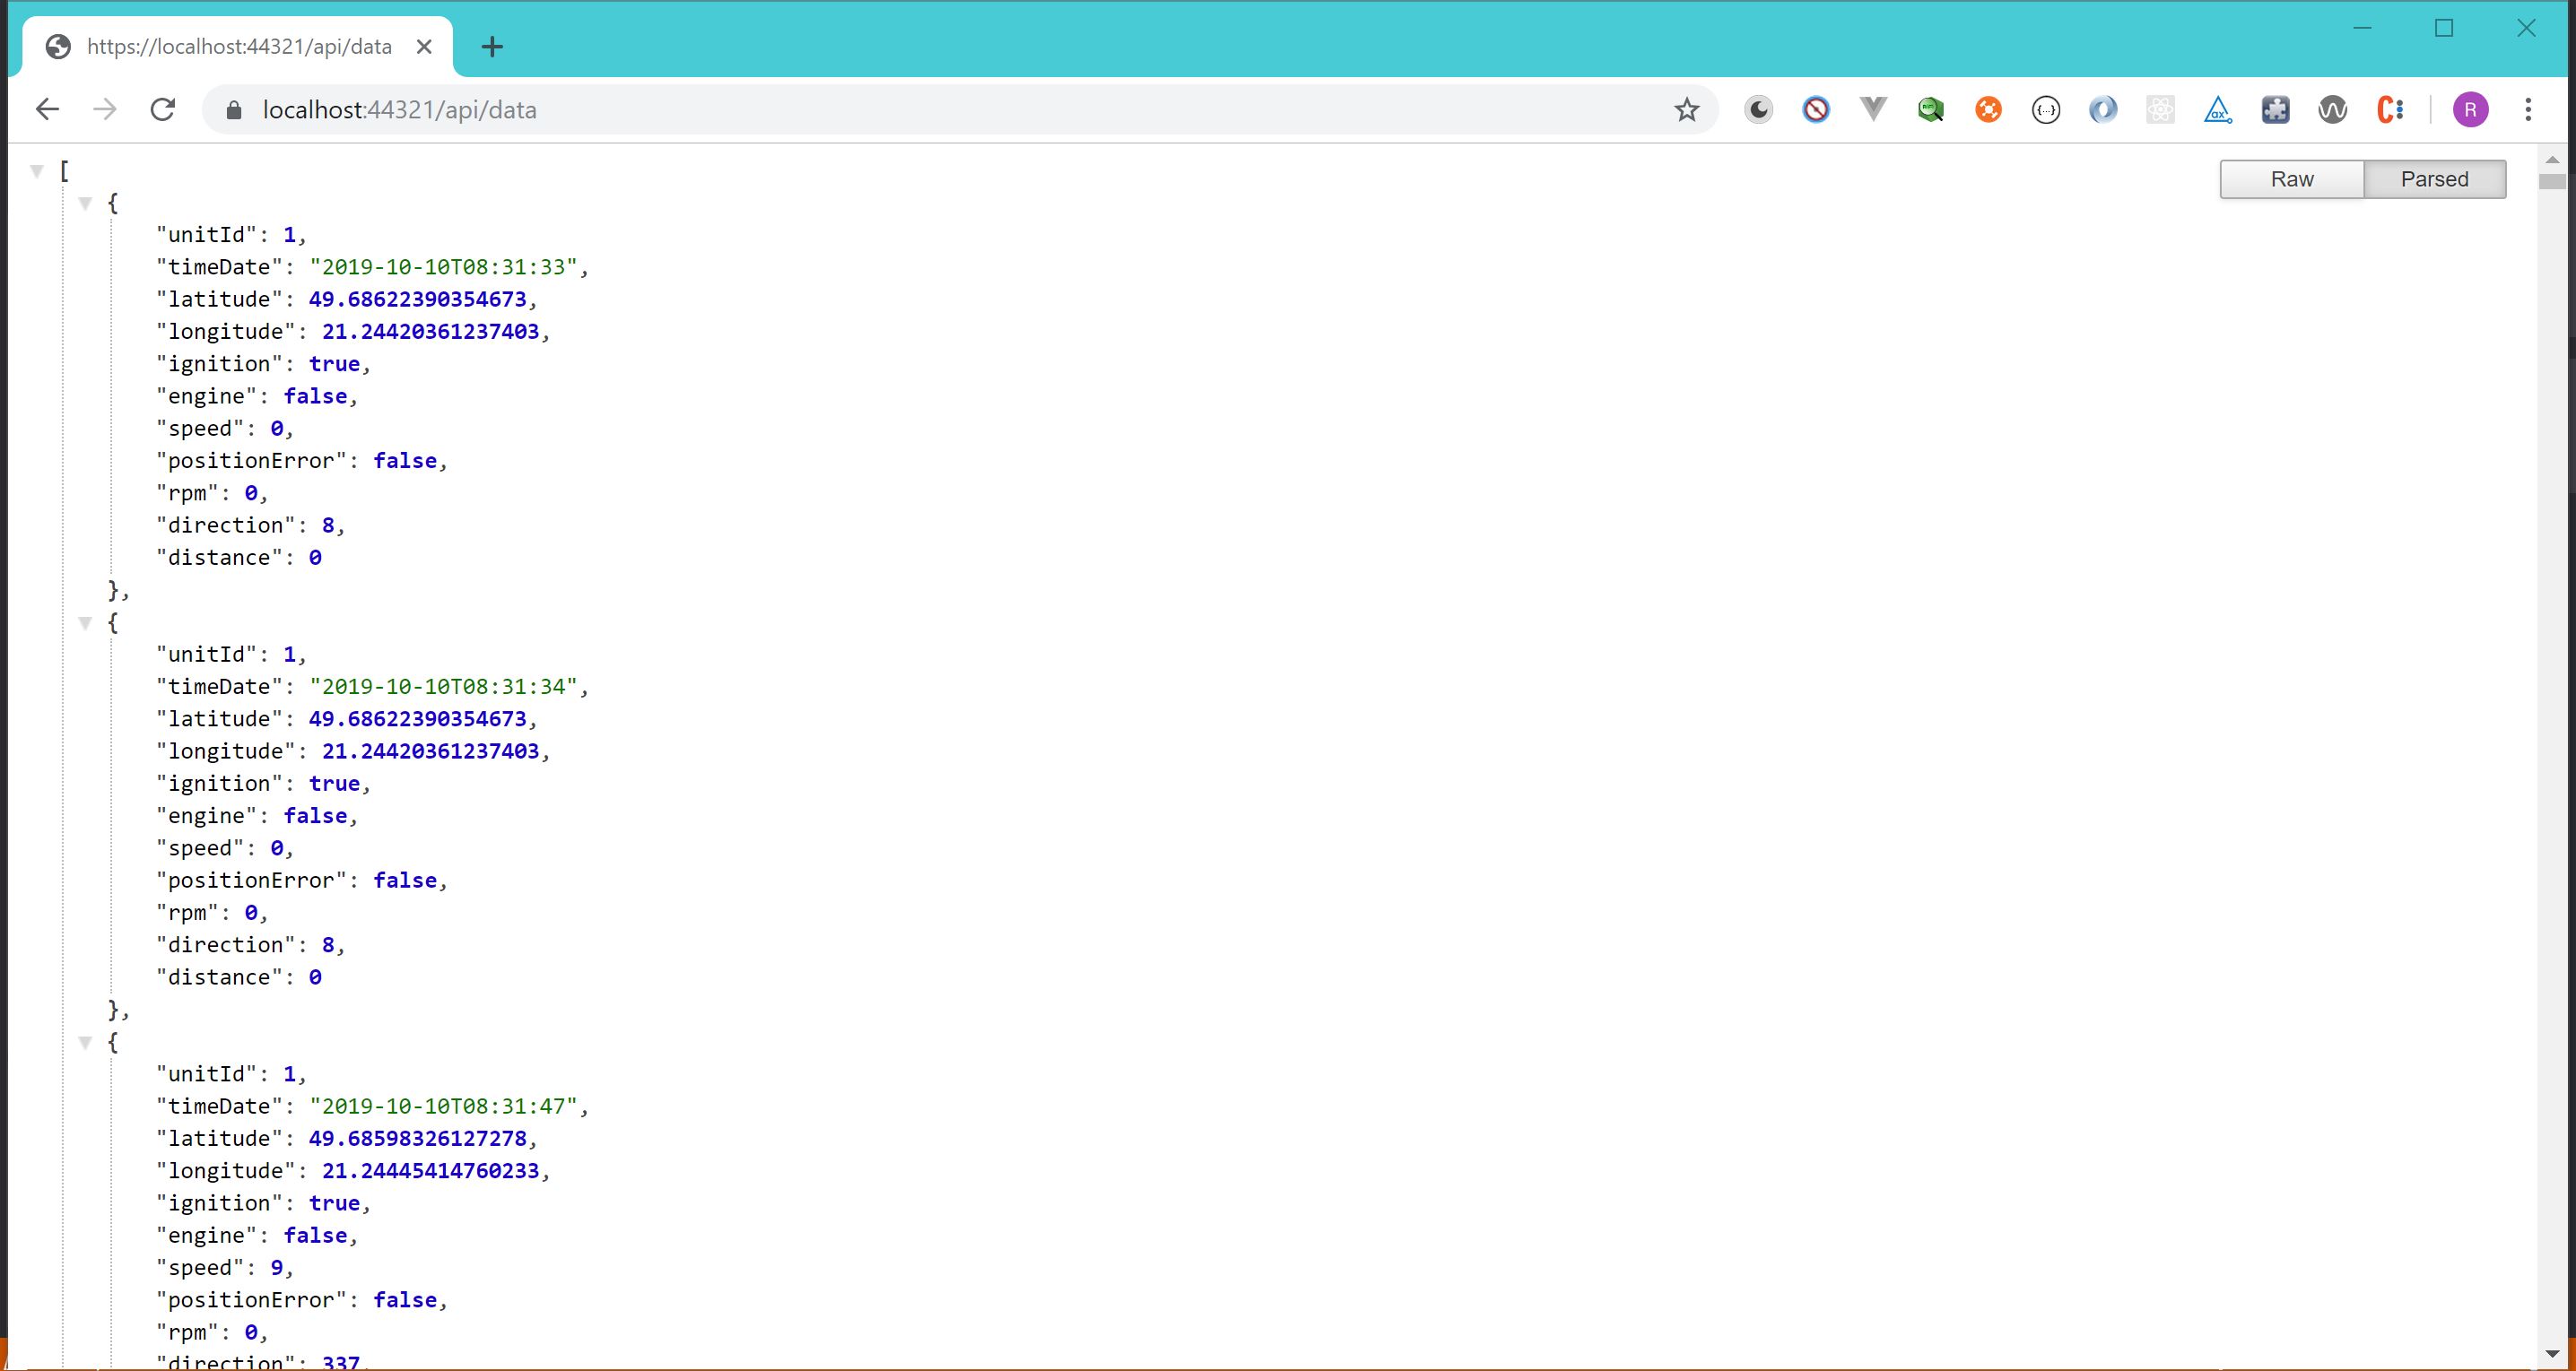 https://localhost:44321/api/data
localhost:44321/api/data
R
Raw
Parsed
[
{
"unitId": 1,
"timeDate": "2019-10-10T08:31:33",
"latitude": 49.68622390354673,
"longitude": 21.24420361237403,
"ignition": true,
"engine": false,
"speed": 0,
"positionError": false,
"rpm": 0,
"direction": 8,
"distance": 0
},
{
"unitId": 1,
"timeDate": "2019-10-10T08:31:34",
"latitude": 49.68622390354673,
"longitude": 21.24420361237403,
"ignition": true,
"engine": false,
"speed": 0,
"positionError": false,
"rpm": 0,
"direction": 8,
"distance": 0
},
{
"unitId": 1,
"timeDate": "2019-10-10T08:31:47",
"latitude": 49.68598326127278,
"longitude": 21.24445414760233,
"ignition": true,
"engine": false,
"speed": 9,
"positionError": false,
"rpm": 0,
"direction": 337,